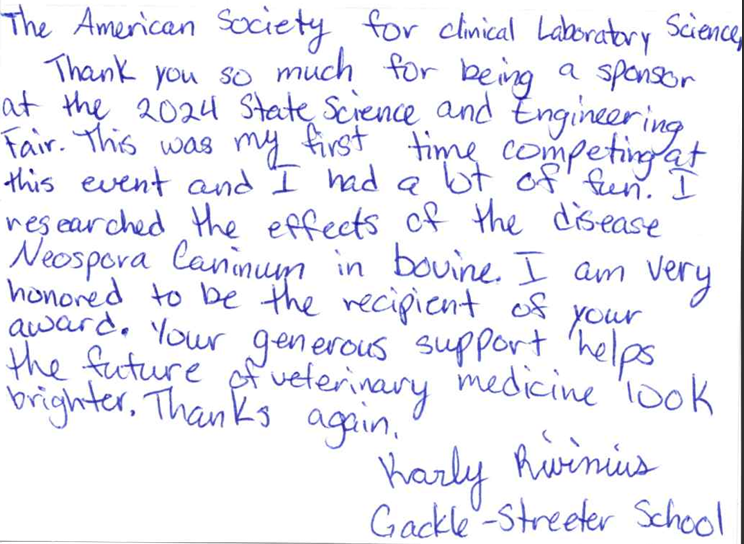 The American Society for clinical Laboratory Science,
Thank you so much for being a sponsor
at the 2024 State Science and Engineering
Fair. This was my first time competing at
this event and I had a lot of fun. I
researched the effects of the disease
Neospora Caninum in bovine. I am very
honored to be the recipient of your
award. Your generous support helps
the future of veterinary medicine look
brighter. Thanks again.
Karly Rivinius
Gackle-Streeter School